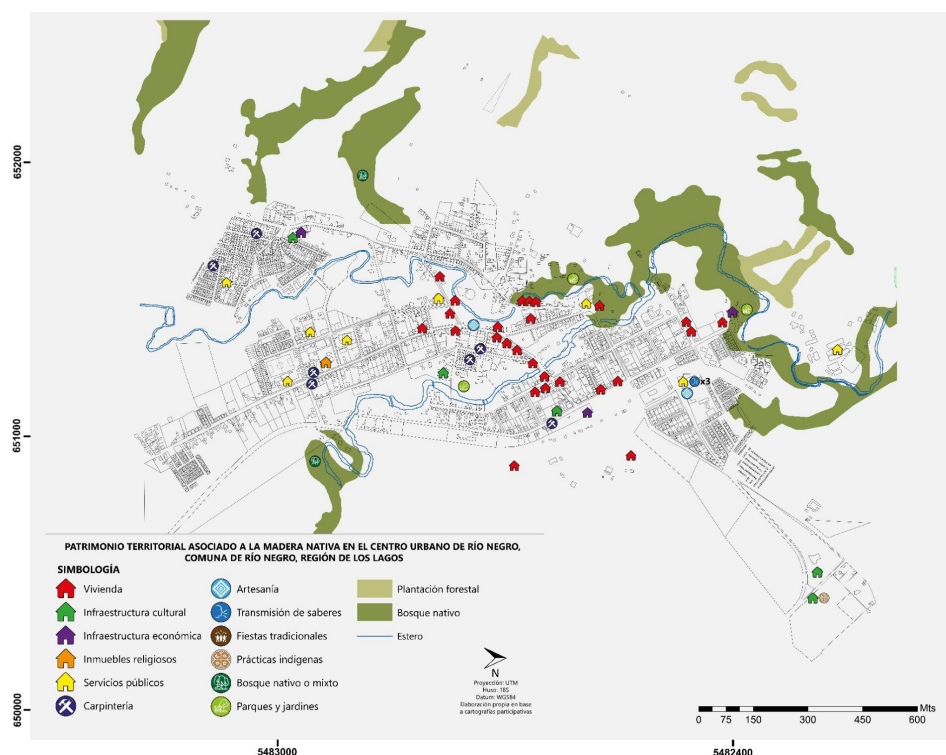 652000
x3
651000
PATRIMONIO TERRITORIAL ASOCIADO A LA MADERA NATIVA EN EL CENTRO URBANO DE RÍO NEGRO,
COMUNA DE RÍO NEGRO, REGIÓN DE LOS LAGOS
SIMBOLOGÍA
Vivienda
Infraestructura cultural
Infraestructura económica
Inmuebles religiosos
Servicios públicos
Carpintería
Artesanía
Transmisión de saberes
Fiestas tradicionales
Prácticas indígenas
Bosque nativo o mixto
Parques y jardines
Plantación forestal
Bosque nativo
Estero
N
Proyección: UTM
Huso: 18S
Datum: WGS84
Elaboración propia en base
a cartografías participativas
Mts
0 75 150 300 450 600
650000
5483000
5482400